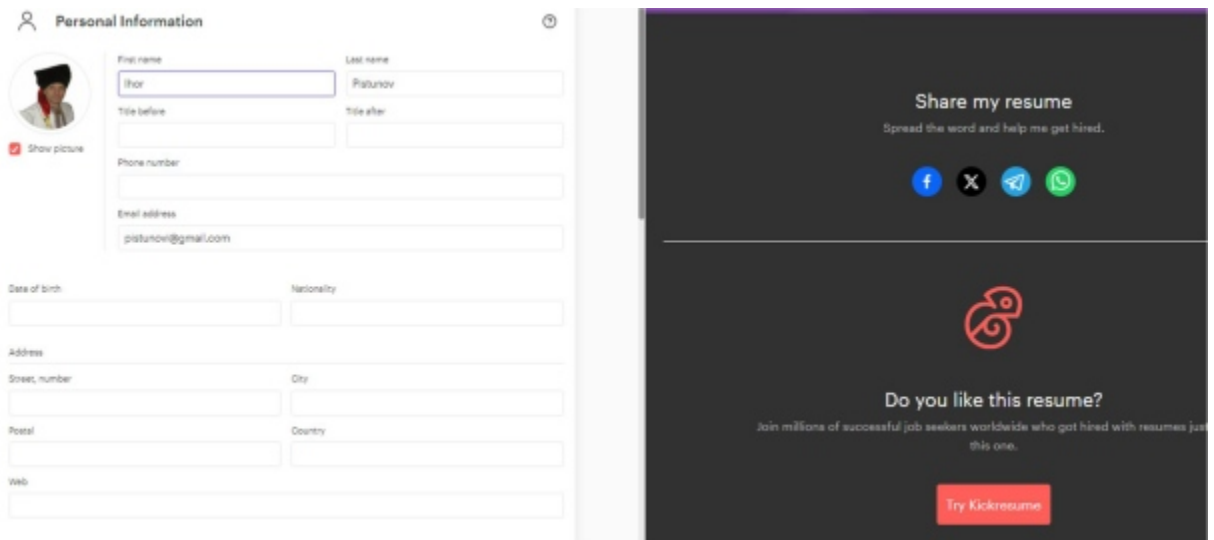 Personal Information
First name
Last name
Ihor
Pistunov
Title before
Title after
Show picture
Phone number
Email address
pistunovi@gmail.com
Date of birth
Nationality
Address
Street, number
City
Postal
Country
Web
Share my resume
Spread the word and help me get hired.
Do you like this resume?
Join millions of successful job seekers worldwide who got hired with resumes just
this one.
Try Kickresume